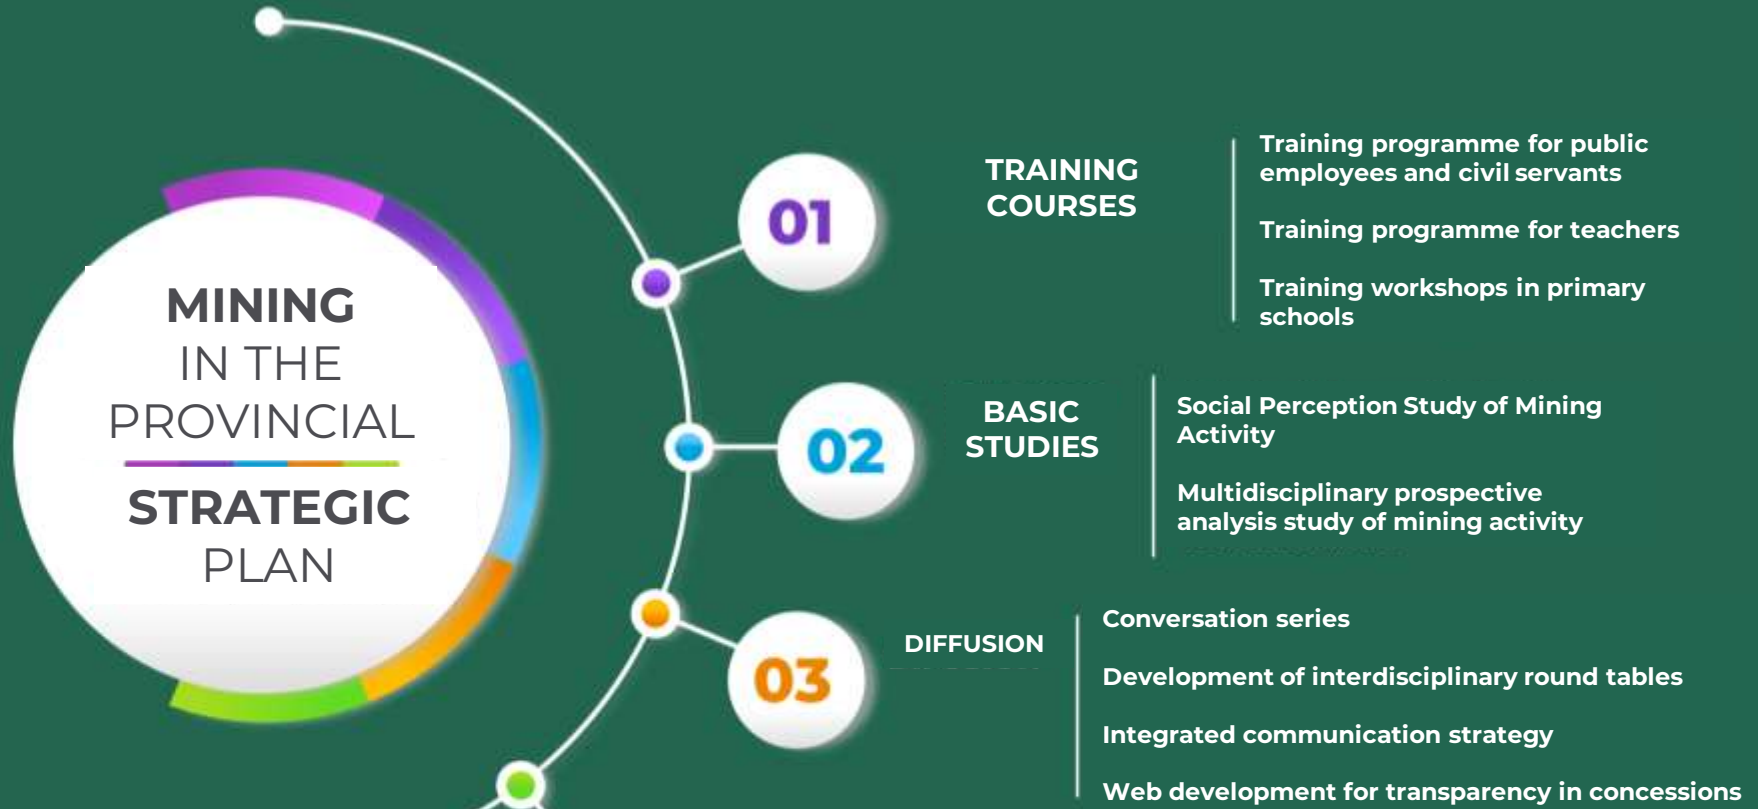 MINING
IN THE
PROVINCIAL
STRATEGIC
PLAN
01
TRAINING
COURSES
Training programme for public
employees and civil servants
Training programme for teachers
Training workshops in primary
schools
02
BASIC
STUDIES
Social Perception Study of Mining
Activity
Multidisciplinary prospective
analysis study of mining activity
03
DIFFUSION
Conversation series
Development of interdisciplinary round tables
Integrated communication strategy
Web development for transparency in concessions